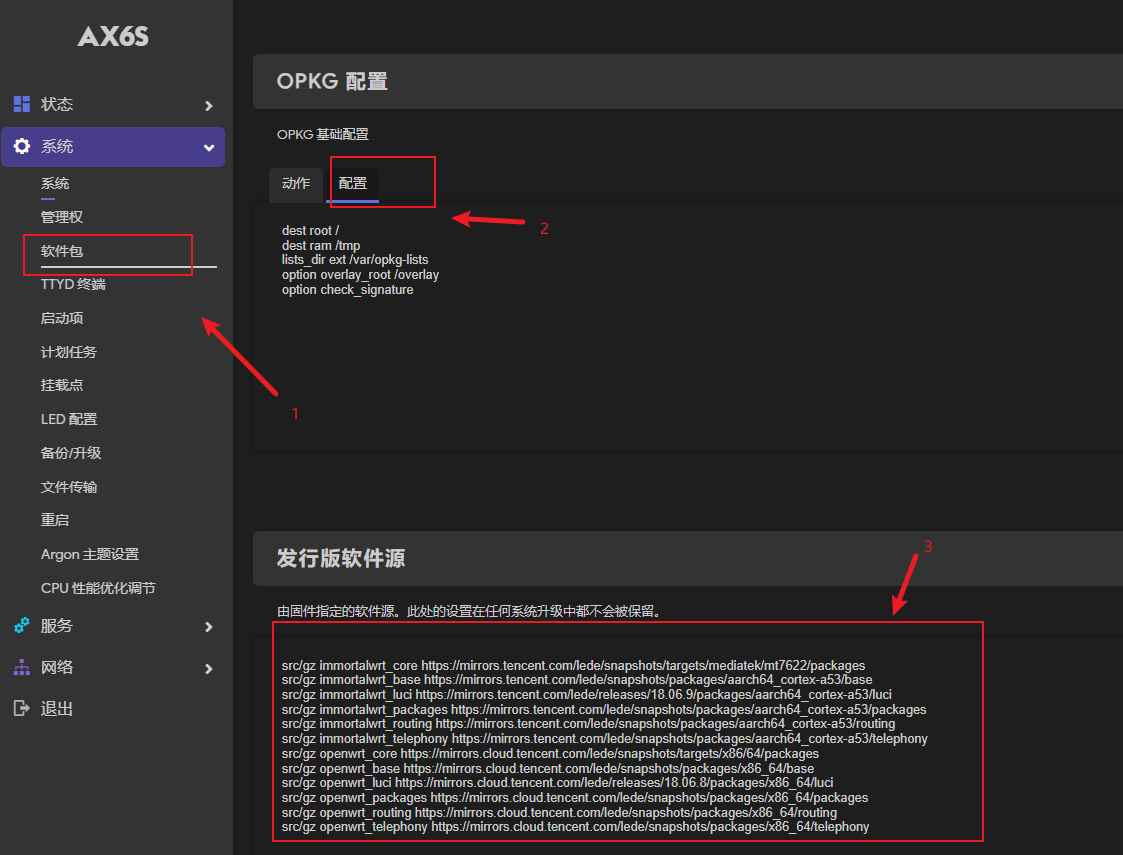 AX6S
状态
系统
系统
管理权
软件包
TTYD 终端
启动项
计划任务
挂载点
LED 配置
备份/升级
文件传输
重启
Argon 主题设置
CPU 性能优化调节
服务
网络
退出
1
OPKG 配置
OPKG 基础配置
动作 配置
2
dest root /
dest ram /tmp
lists_dir ext /var/opkg-lists
option overlay_root /overlay
option check_signature
发行版软件源
3
由固件指定的软件源。此处的设置在任何系统升级中都不会被保留。
src/gz immortalwrt_core https://mirrors.tencent.com/lede/snapshots/targets/mediatek/mt7622/packages
src/gz immortalwrt_base https://mirrors.tencent.com/lede/snapshots/packages/aarch64_cortex-a53/base
src/gz immortalwrt_luci https://mirrors.tencent.com/lede/releases/18.06.9/packages/aarch64_cortex-a53/luci
src/gz immortalwrt_packages https://mirrors.tencent.com/lede/snapshots/packages/aarch64_cortex-a53/packages
src/gz immortalwrt_routing https://mirrors.tencent.com/lede/snapshots/packages/aarch64_cortex-a53/routing
src/gz immortalwrt_telephony https://mirrors.tencent.com/lede/snapshots/packages/aarch64_cortex-a53/telephony
src/gz openwrt_core https://mirrors.cloud.tencent.com/lede/snapshots/targets/x86/64/packages
src/gz openwrt_base https://mirrors.cloud.tencent.com/lede/snapshots/packages/x86_64/base
src/gz openwrt_luci https://mirrors.cloud.tencent.com/lede/releases/18.06.8/packages/x86_64/luci
src/gz openwrt_packages https://mirrors.cloud.tencent.com/lede/snapshots/packages/x86_64/packages
src/gz openwrt_routing https://mirrors.cloud.tencent.com/lede/snapshots/packages/x86_64/routing
src/gz openwrt_telephony https://mirrors.cloud.tencent.com/lede/snapshots/packages/x86_64/telephony